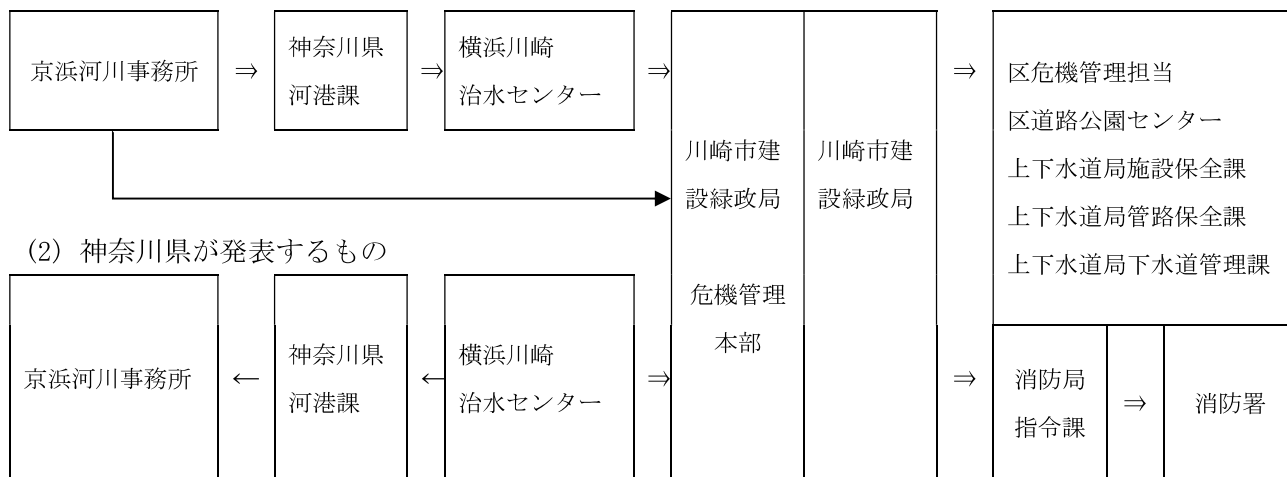 京浜河川事務所
⇒
神奈川県
河港課
⇒
横浜川崎
治水センター
⇒
川崎市建
設緑政局
危機管理
本部
川崎市建
設緑政局
⇒
区危機管理担当
区道路公園センター
上下水道局施設保全課
上下水道局管路保全課
上下水道局下水道管理課
(2) 神奈川県が発表するもの
京浜河川事務所
←
神奈川県
河港課
←
横浜川崎
治水センター
⇒
⇒
消防局
指令課
⇒
消防署